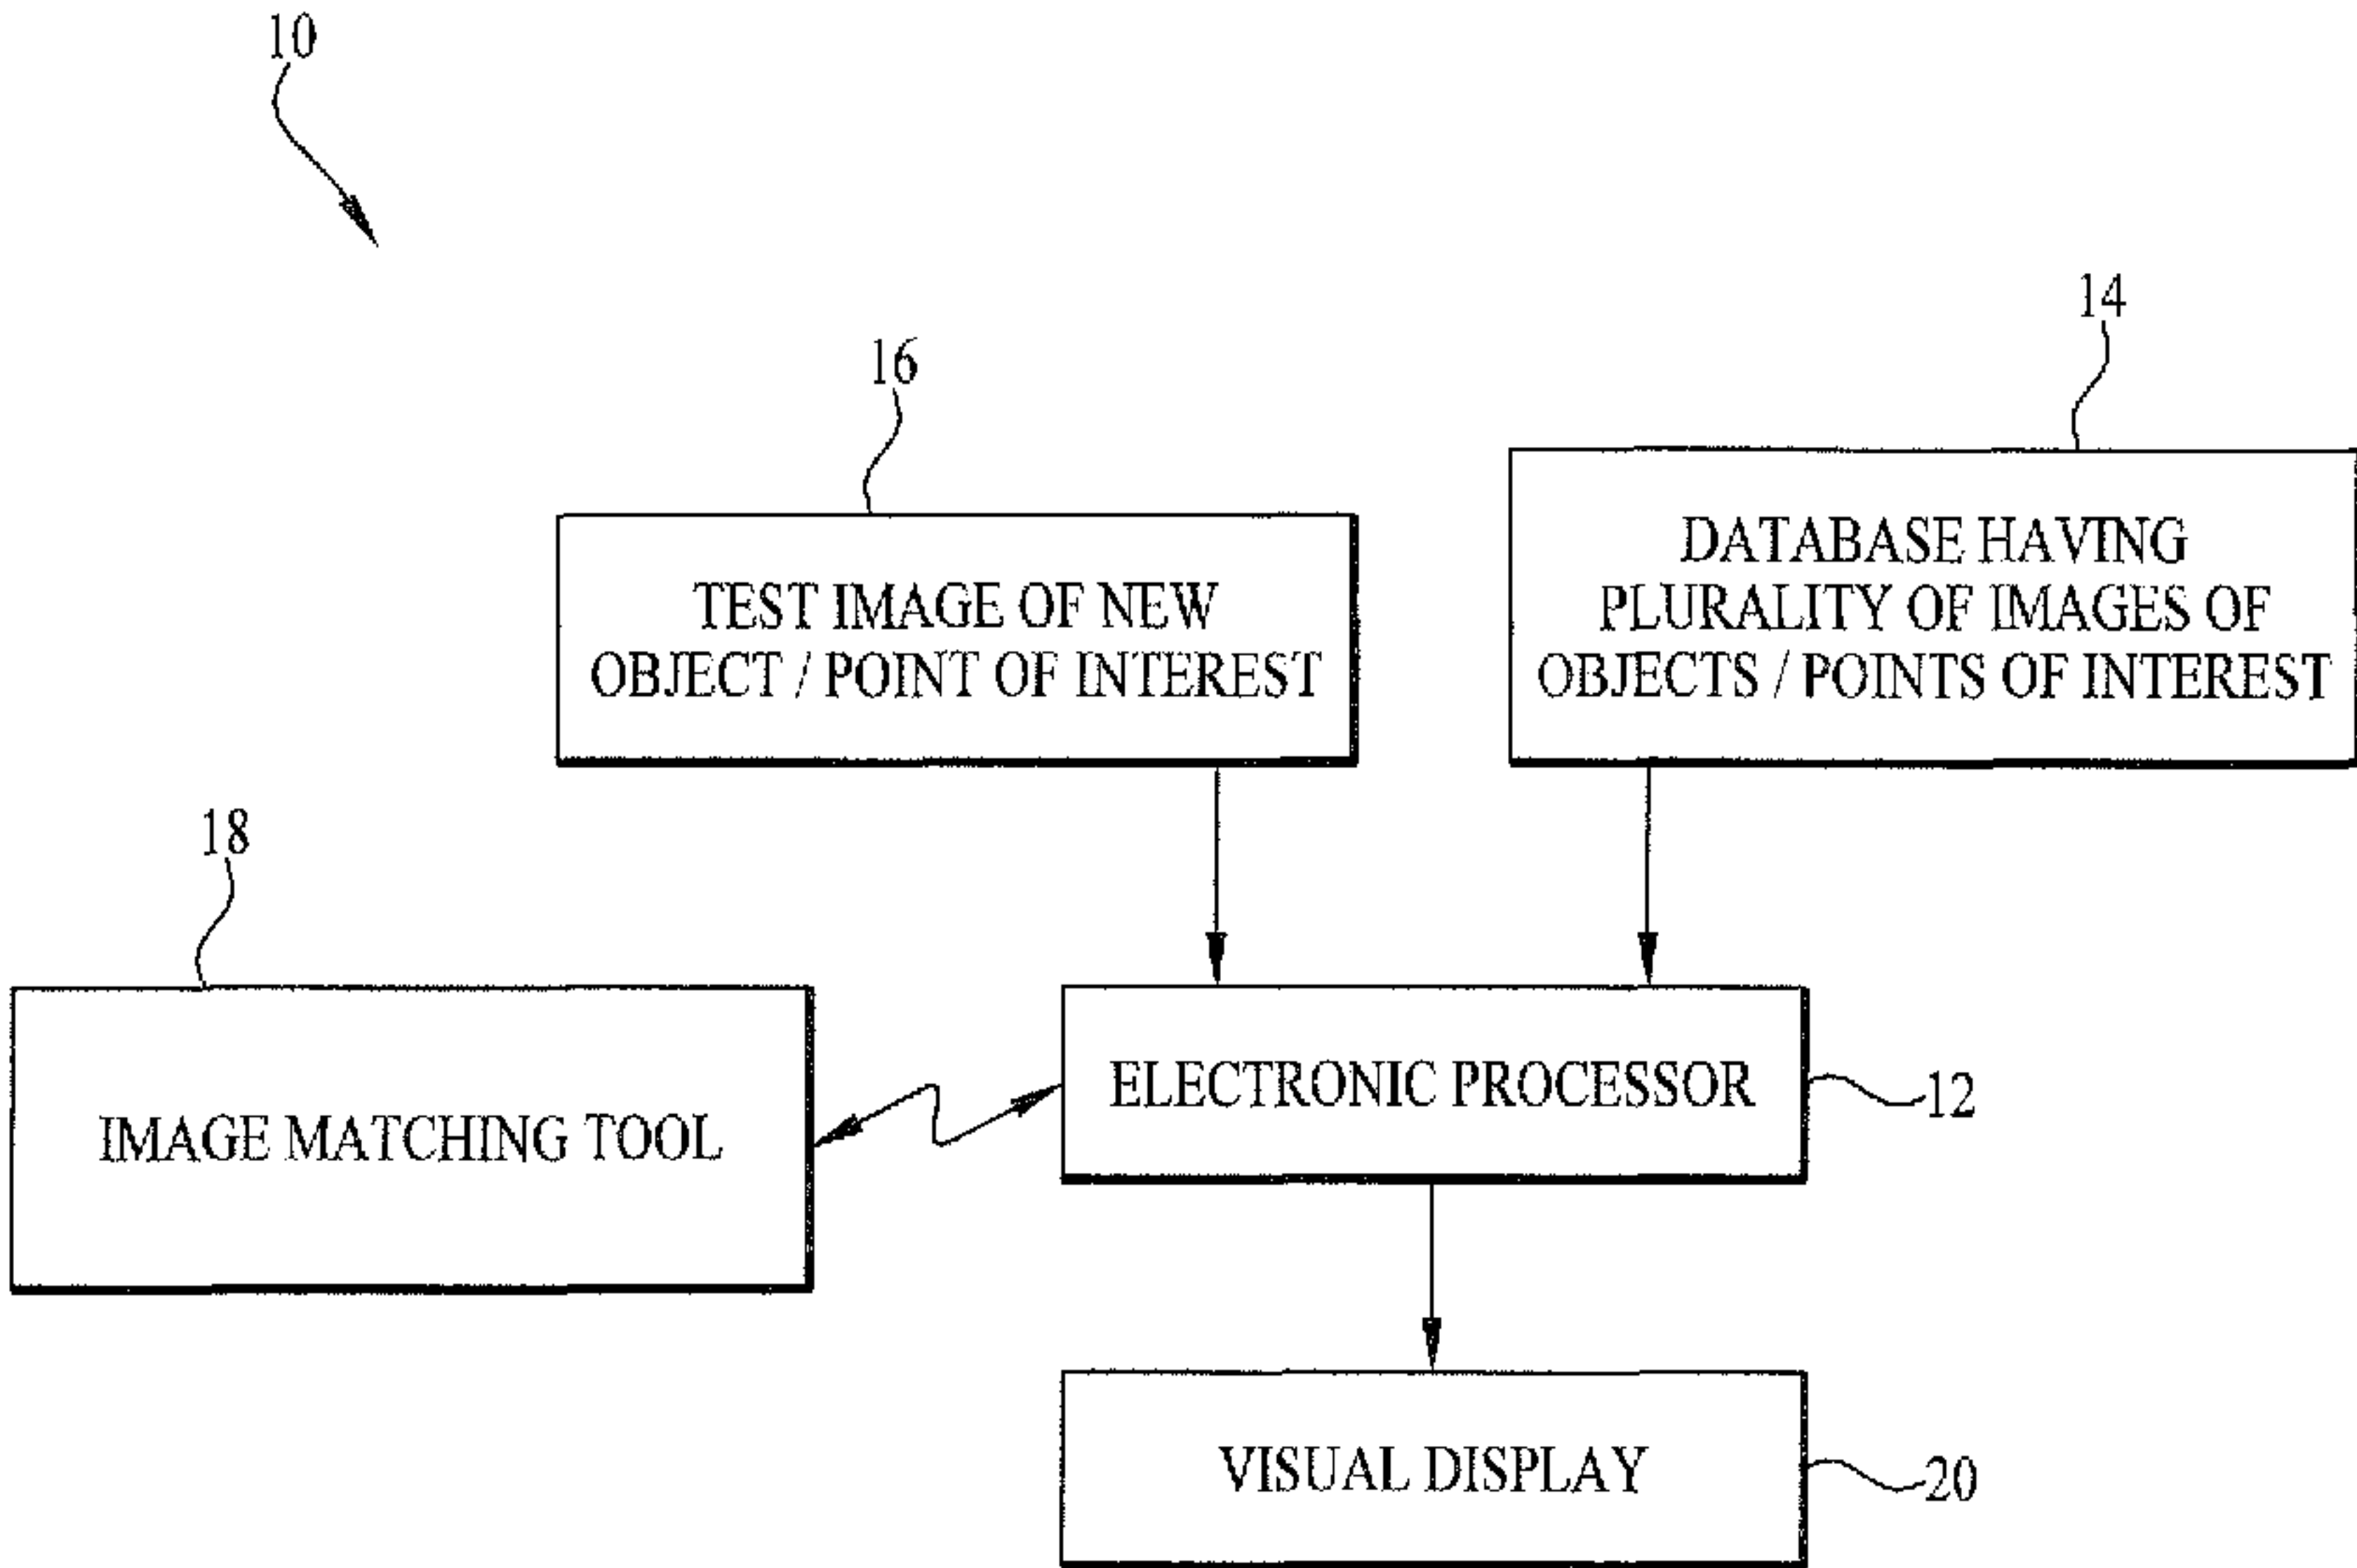 10
14
16
DATABASE HAVING
PLURALITY OF IMAGES OF
OBJECTS / POINTS OF INTEREST
TEST IMAGE OF NEW
OBJECT / POINT OF INTEREST
18
IMAGE MATCHING TOOL
ELECTRONIC PROCESSOR
12
VISUAL DISPLAY
20